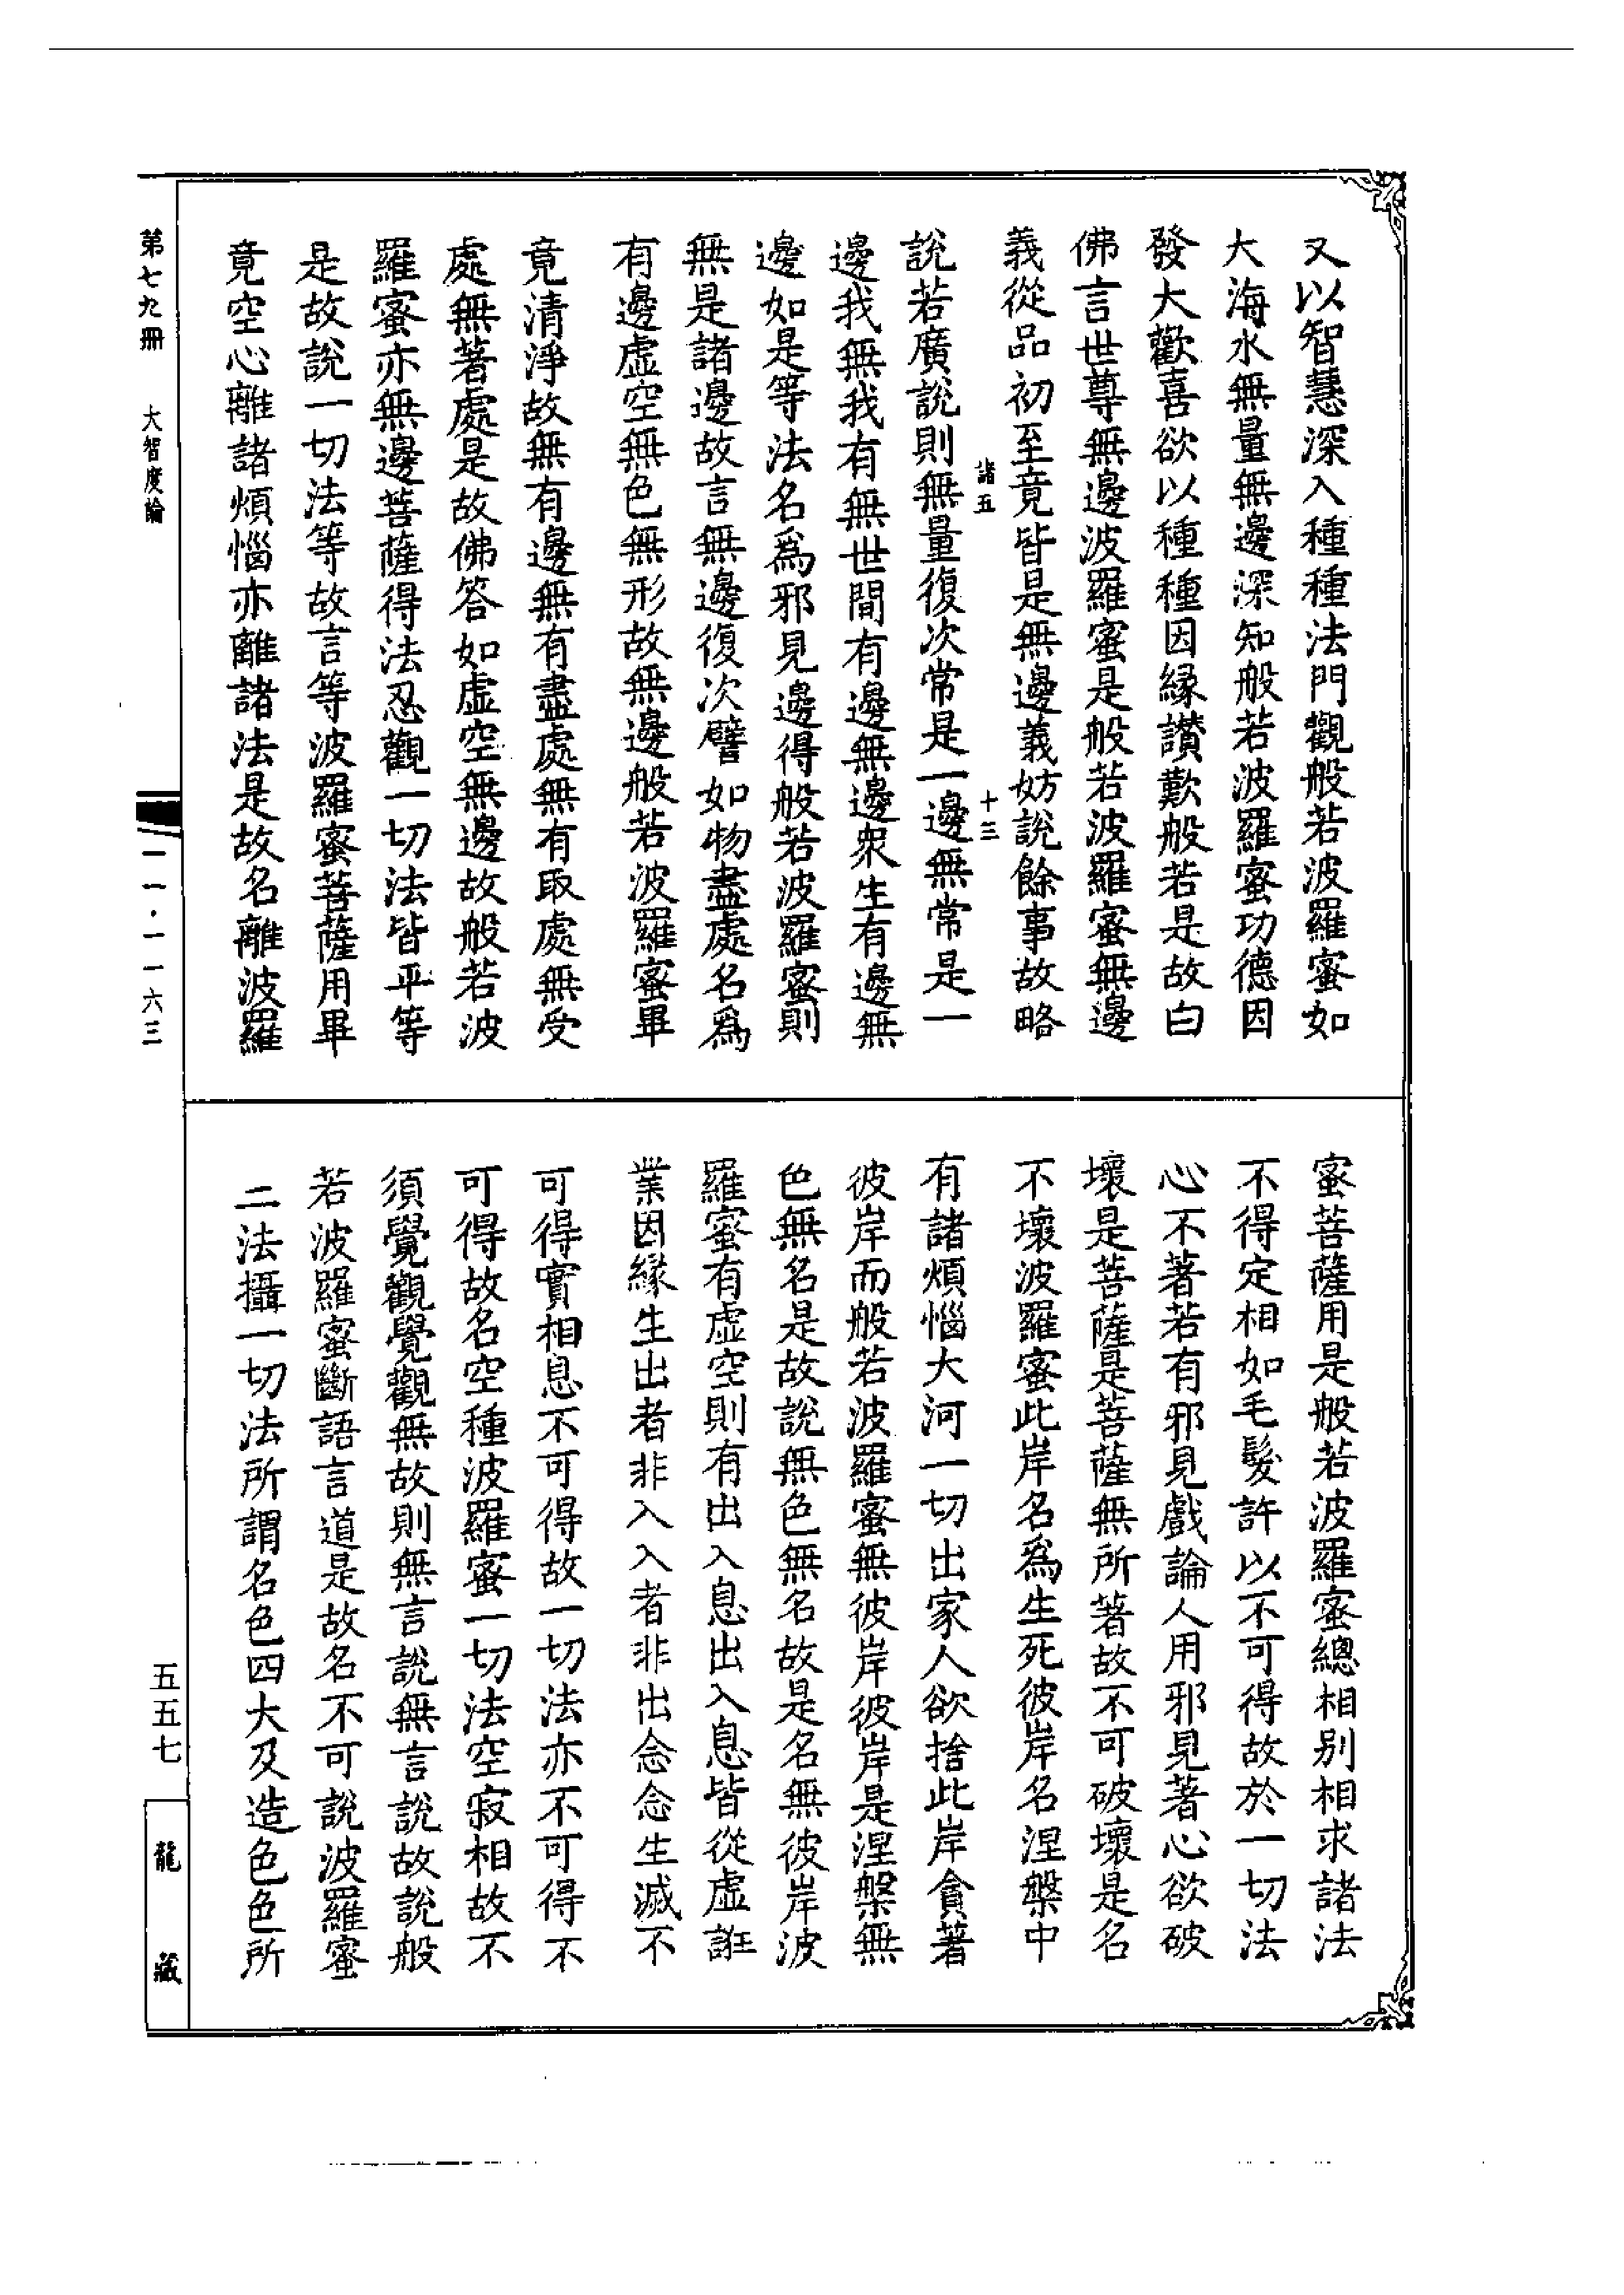 又以智慧深入種種法門觀般若波羅蜜如
大海水無量無邊深知般若波羅蜜功德因
發大歡喜欲以種種因緣讚歎般若是故白
佛言世尊無邊波羅蜜是般若波羅蜜無邊
義從品初至竟皆是無邊義妨說餘事故略
諸五
十三
說若廣說則無量復次常是一邊無常是一
邊我無我有無世間有邊無邊衆生有邊無
邊如是等法名爲邪見邊得般若波羅蜜則
無是諸邊故言無邊復次譬如物盡處名爲
有邊虛空無色無形故無邊般若波羅蜜畢
竟清淨故無有邊無有盡處無有取處無受
處無著處是故佛答如虛空無邊故般若波
羅蜜亦無邊菩薩得法忍觀一切法皆平等
是故說一切法等故言等波羅蜜菩薩用畢
竟空心離諸煩惱亦離諸法是故名離波羅
蜜菩薩用是般若波羅蜜總相別相求諸法
不得定相如毛髮許以不可得故於一切法
心不著若有邪見戲論人用邪見著心欲破
壞是菩薩是菩薩無所著故不可破壞是名
不壞波羅蜜此岸名爲生死彼岸名涅槃中
有諸煩惱大河一切出家人欲捨此岸貪著
彼岸而般若波羅蜜無彼岸彼岸是涅槃無
色無名是故說無色無名故是名無彼岸波
羅蜜有虛空則有出入息出入息皆從虛誑
業因緣生出者非入入者非出念念生滅不
可得實相息不可得故一切法亦不可得不
可得故名空種波羅蜜一切法空寂相故不
須覺觀覺觀無故則無言說無言說故說般
若波羅蜜斷語言道是故名不可說波羅蜜
二法攝一切法所謂名色四大及造色色所
第七九冊 大智度論
一一·一一六三
五五七
龍藏